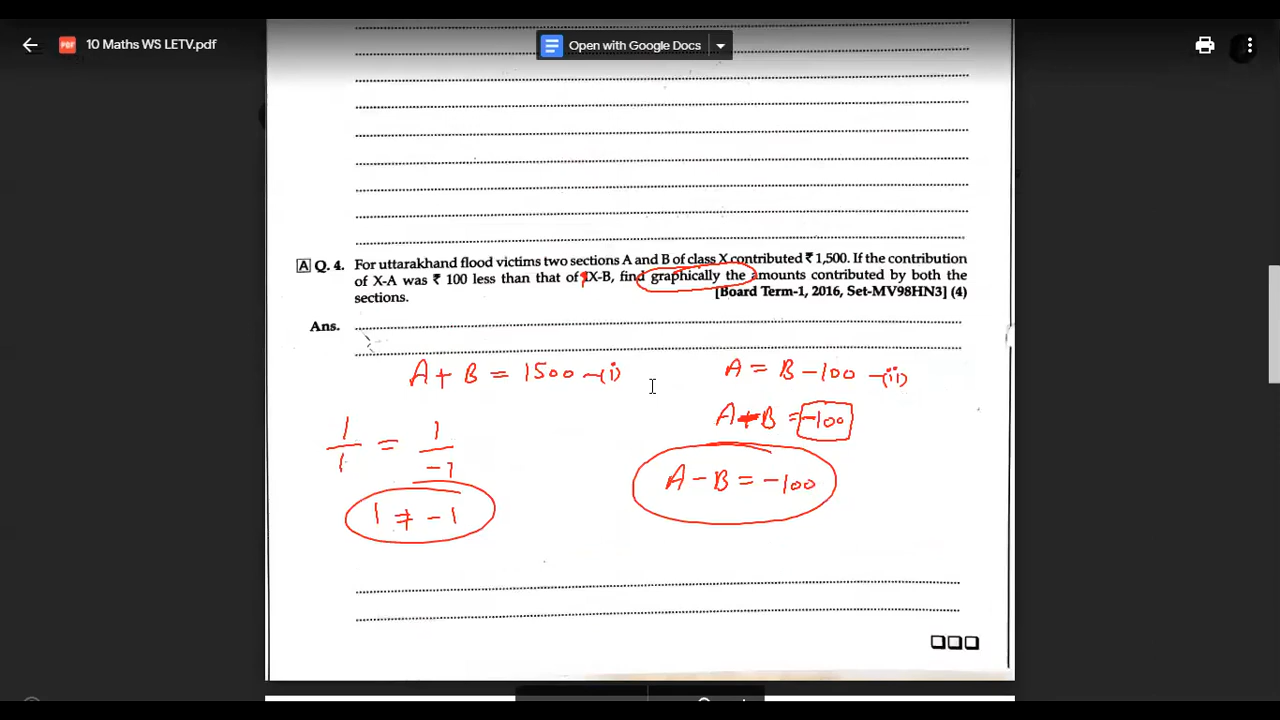 10 Maths WS LETV.pdf
Open with Google Docs
A Q. 4. For uttarakhand flood victims two sections A and B of class X contributed ₹ 1,500. If the contribution
of X-A was ₹ 100 less than that of X-B, find graphically the amounts contributed by both the
sections. [Board Term-1, 2016, Set-MV98HN3] (4)
Ans.
A + B = 1500 -(i)
A = B - 100 -(ii)
A - B = -100
1/1 = 1/-1
A - B = -100
1 ≠ -1